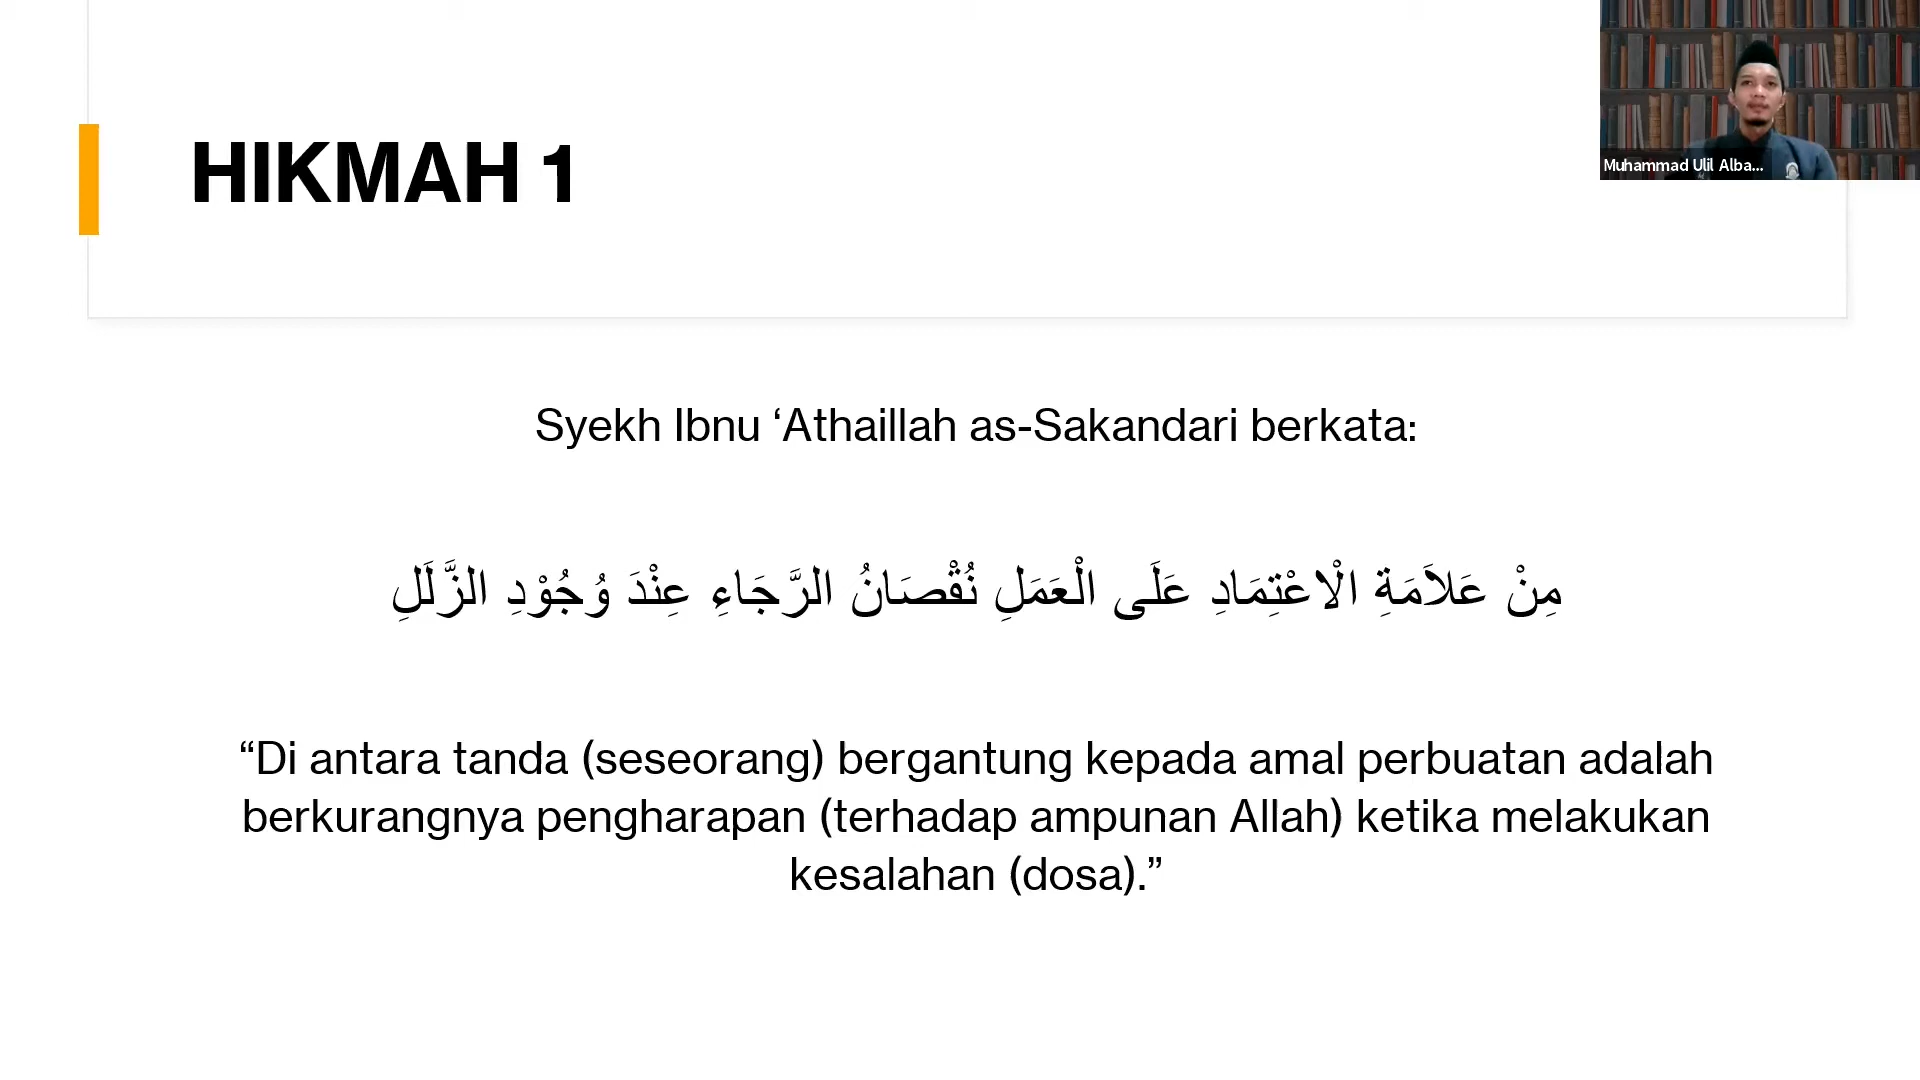 Muhammad Ulil Alba...
HIKMAH 1
Syekh Ibnu ‘Athaillah as-Sakandari berkata:
مِنْ عَلاَمَةِ الْاعْتِمَادِ عَلَى الْعَمَلِ نُقْصَانُ الرَّجَاءِ عِنْدَ وُجُوْدِ الزَّلَلِ
“Di antara tanda (seseorang) bergantung kepada amal perbuatan adalah
berkurangnya pengharapan (terhadap ampunan Allah) ketika melakukan
kesalahan (dosa).”